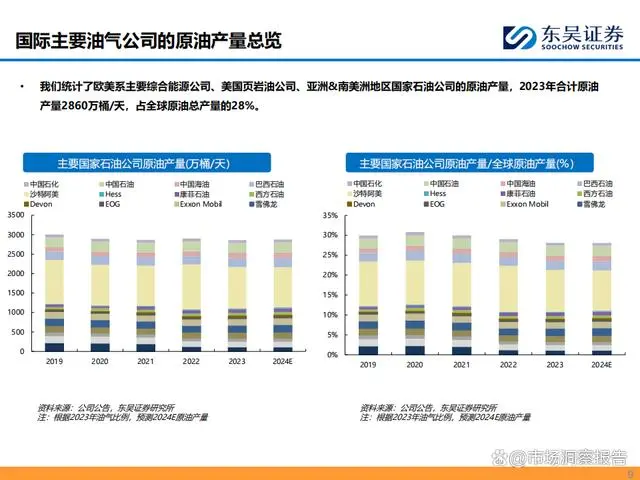 国际主要油气公司的原油产量总览
东吴证券
SOOCHOW SECURITIES
• 我们统计了欧美系主要综合能源公司、美国页岩油公司、亚洲&南美洲地区国家石油公司的原油产量，2023年合计原油
产量2860万桶/天，占全球原油总产量的28%。
主要国家石油公司原油产量(万桶/天)
中国石化 中国石油 中国海油 巴西石油
沙特阿美 Hess 康菲石油 西方石油
Devon EOG Exxon Mobil 雪佛龙
3500
3000
2500
2000
1500
1000
500
0
2019 2020 2021 2022 2023 2024E
主要国家石油公司原油产量/全球原油产量(%)
中国石化 中国石油 中国海油 巴西石油
沙特阿美 Hess 康菲石油 西方石油
Devon EOG Exxon Mobil 雪佛龙
35%
30%
25%
20%
15%
10%
5%
0%
2019 2020 2021 2022 2023 2024E
资料来源：公司公告，东吴证券研究所
注：根据2023年油气比例，预测2024E原油产量
资料来源：公司公告，东吴证券研究所
注：根据2023年油气比例，预测2024E原油产量
9
@市场洞察报告